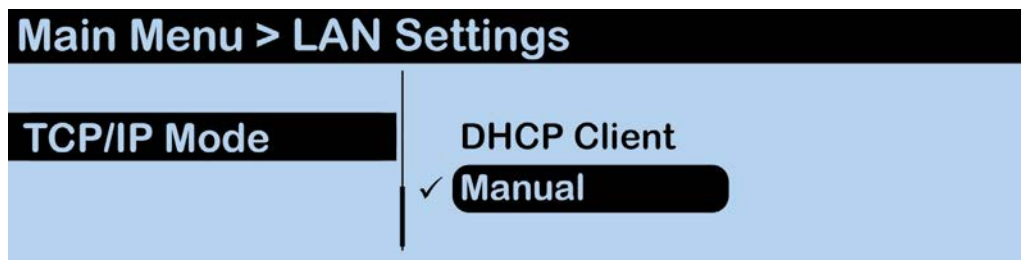 Main Menu > LAN Settings
TCP/IP Mode
DHCP Client
✓ Manual